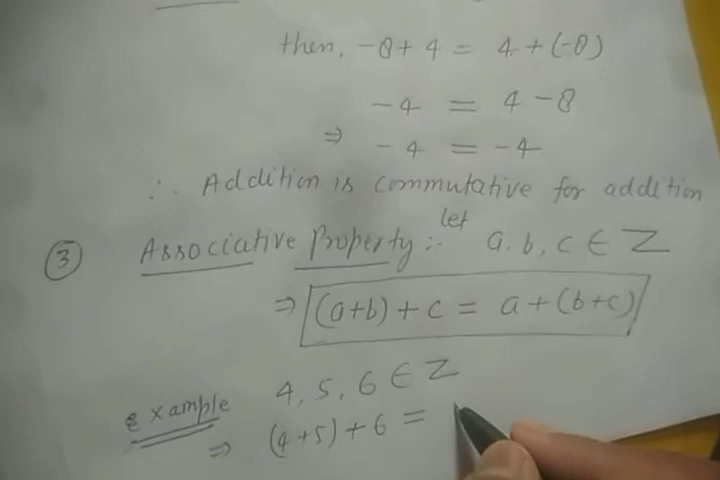 then, -8 + 4 = 4 + (-8)
-4 = 4 - 8
⇒ -4 = -4
∴ Addition is commutative for addition
③ Associative Property :- let a, b, c ∈ Z
⇒ (a+b) + c = a + (b+c)
example 4, 5, 6 ∈ Z
⇒ (4+5) + 6 =